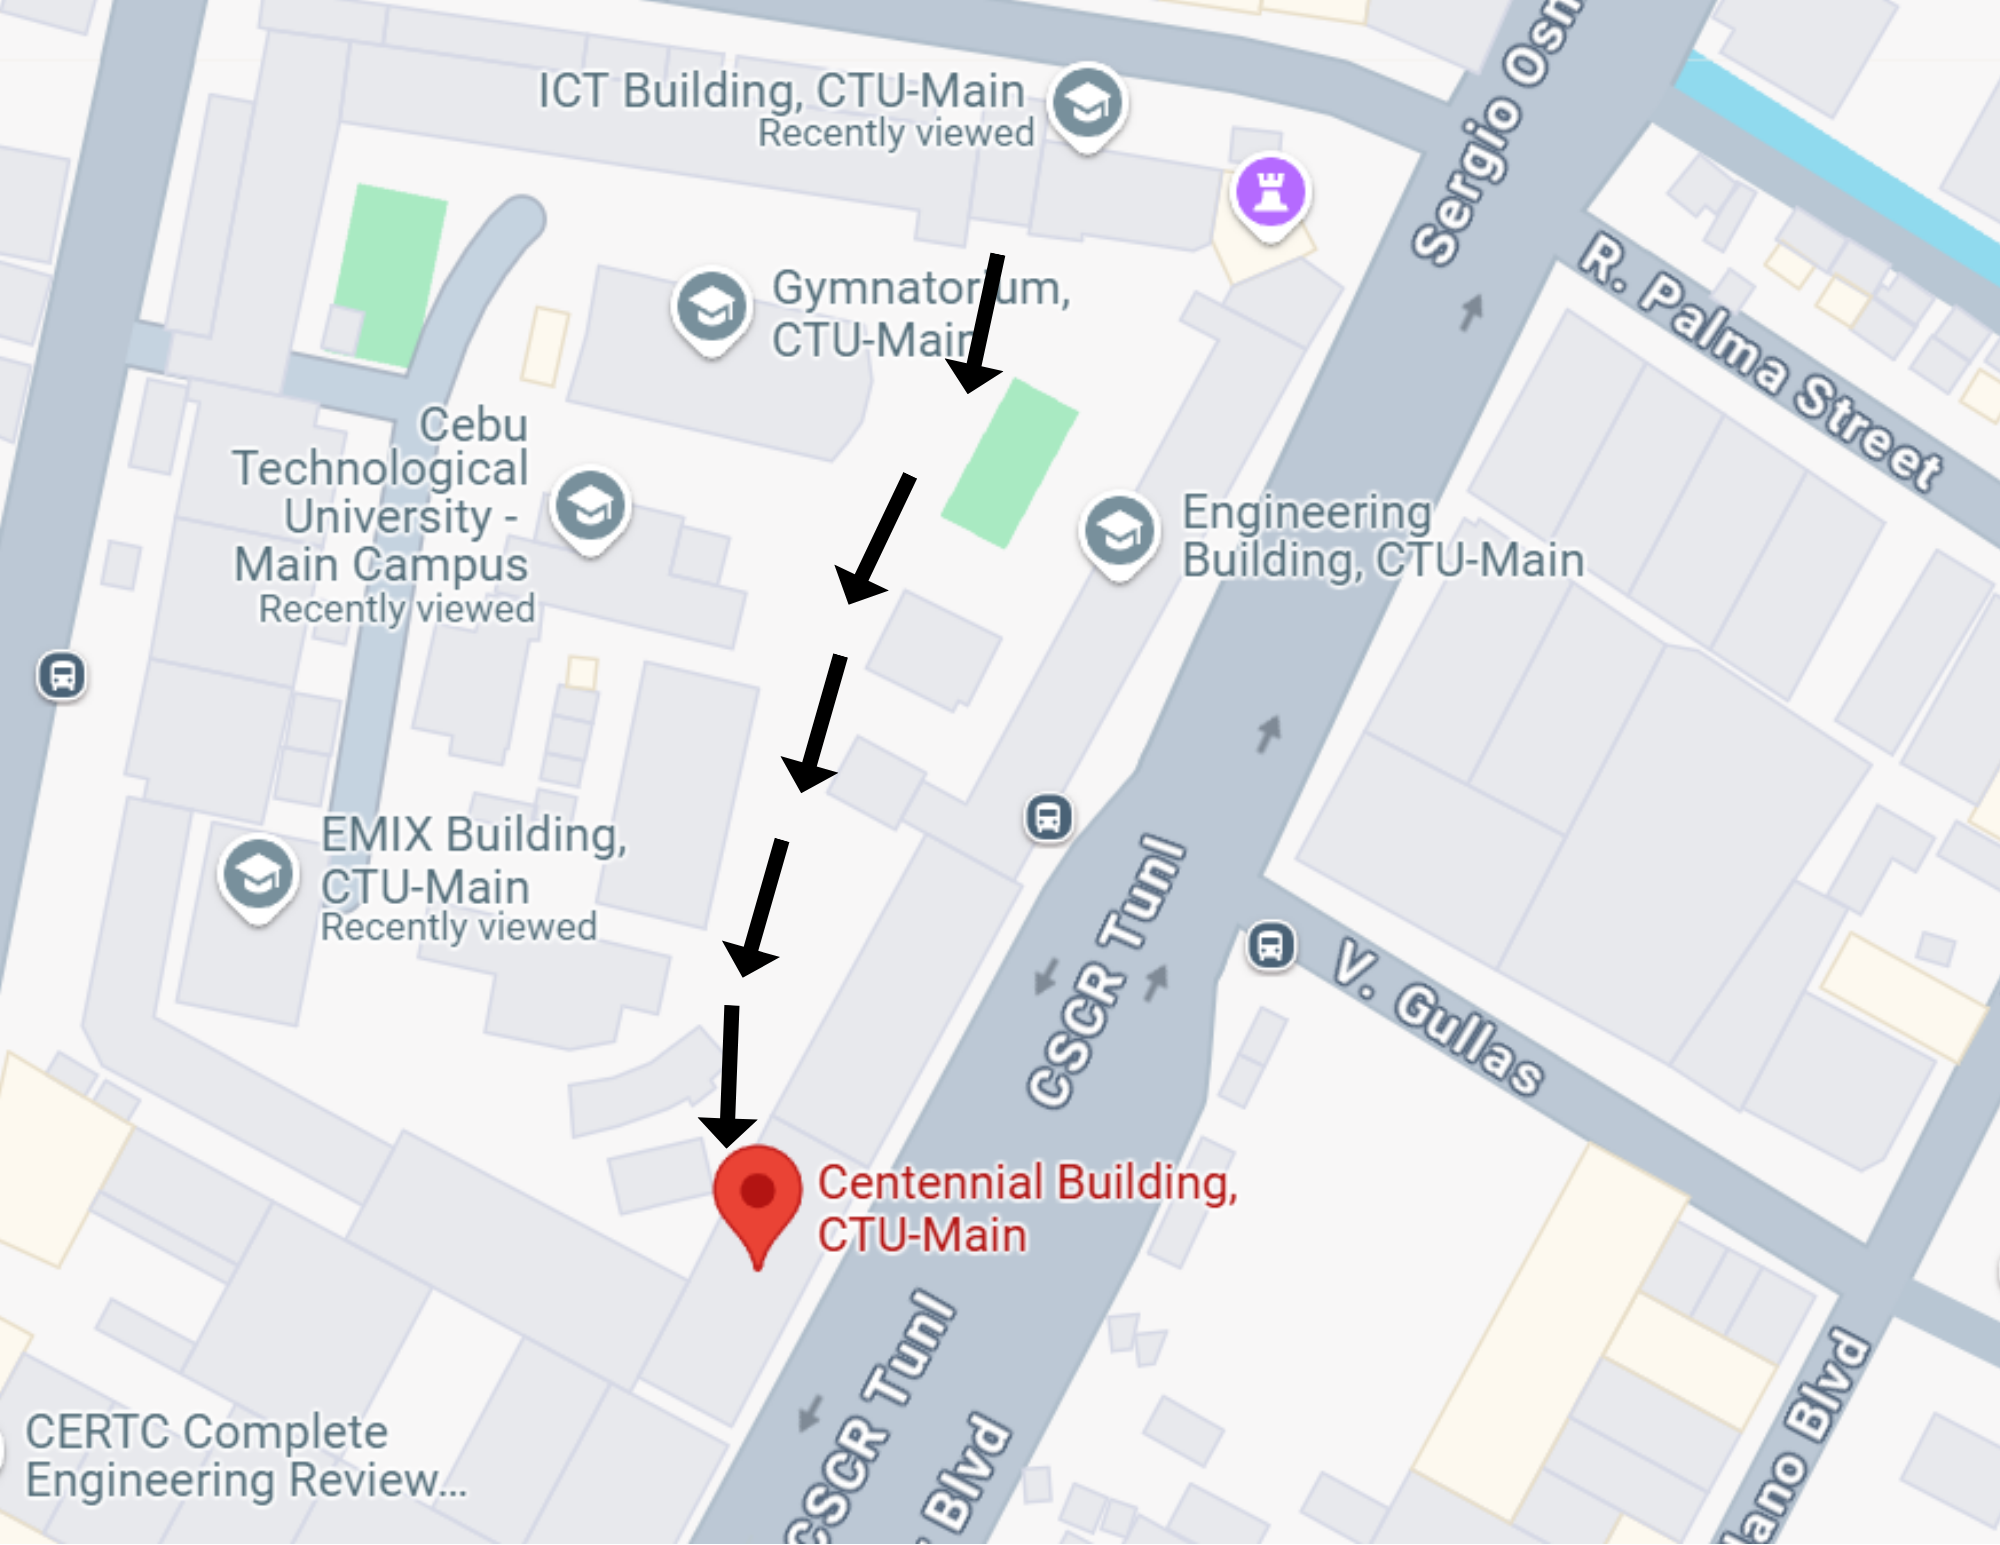 ICT Building, CTU-Main
Recently viewed
Sergio Osm
R. Palma Street
Gymnatorium,
CTU-Main
Cebu
Technological
University -
Main Campus
Recently viewed
Engineering
Building, CTU-Main
EMIX Building,
CTU-Main
Recently viewed
CSCR Tunl
V. Gullas
Centennial Building,
CTU-Main
CSCR Tunl
Blvd
lano Blvd
CERTC Complete
Engineering Review...